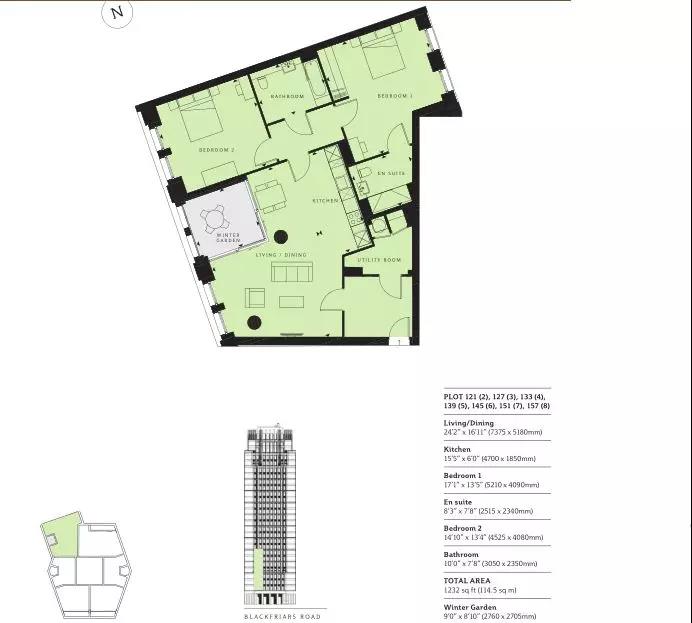 N
BATHROOM
BEDROOM 1
BEDROOM 2
EN SUITE
KITCHEN
WINTER
GARDEN
LIVING / DINING
UTILITY ROOM
1
PLOT 121 (2), 127 (3), 133 (4),
139 (5), 145 (6), 151 (7), 157 (8)
Living/Dining
24'2" x 16'11" (7375 x 5180mm)
Kitchen
15'5" x 6'0" (4700 x 1850mm)
Bedroom 1
17'1" x 13'5" (5210 x 4090mm)
En suite
8'3" x 7'8" (2515 x 2340mm)
Bedroom 2
14'10" x 13'4" (4525 x 4080mm)
Bathroom
10'0" x 7'8" (3050 x 2350mm)
TOTAL AREA
1232 sq ft (114.5 sq m)
Winter Garden
9'0" x 8'10" (2760 x 2705mm)
BLACKFRIARS ROAD